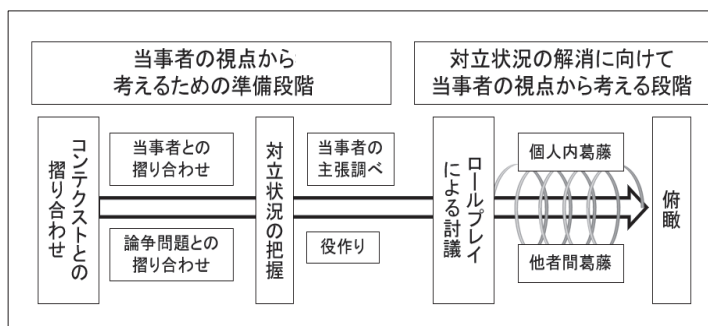 当事者の視点から
考えるための準備段階
対立状況の解消に向けて
当事者の視点から考える段階
コンテクストとの
摺り合わせ
当事者との
摺り合わせ
論争問題との
摺り合わせ
対立状況の把握
当事者の
主張調べ
役作り
ロールプレイ
による討議
個人内葛藤
他者間葛藤
俯瞰